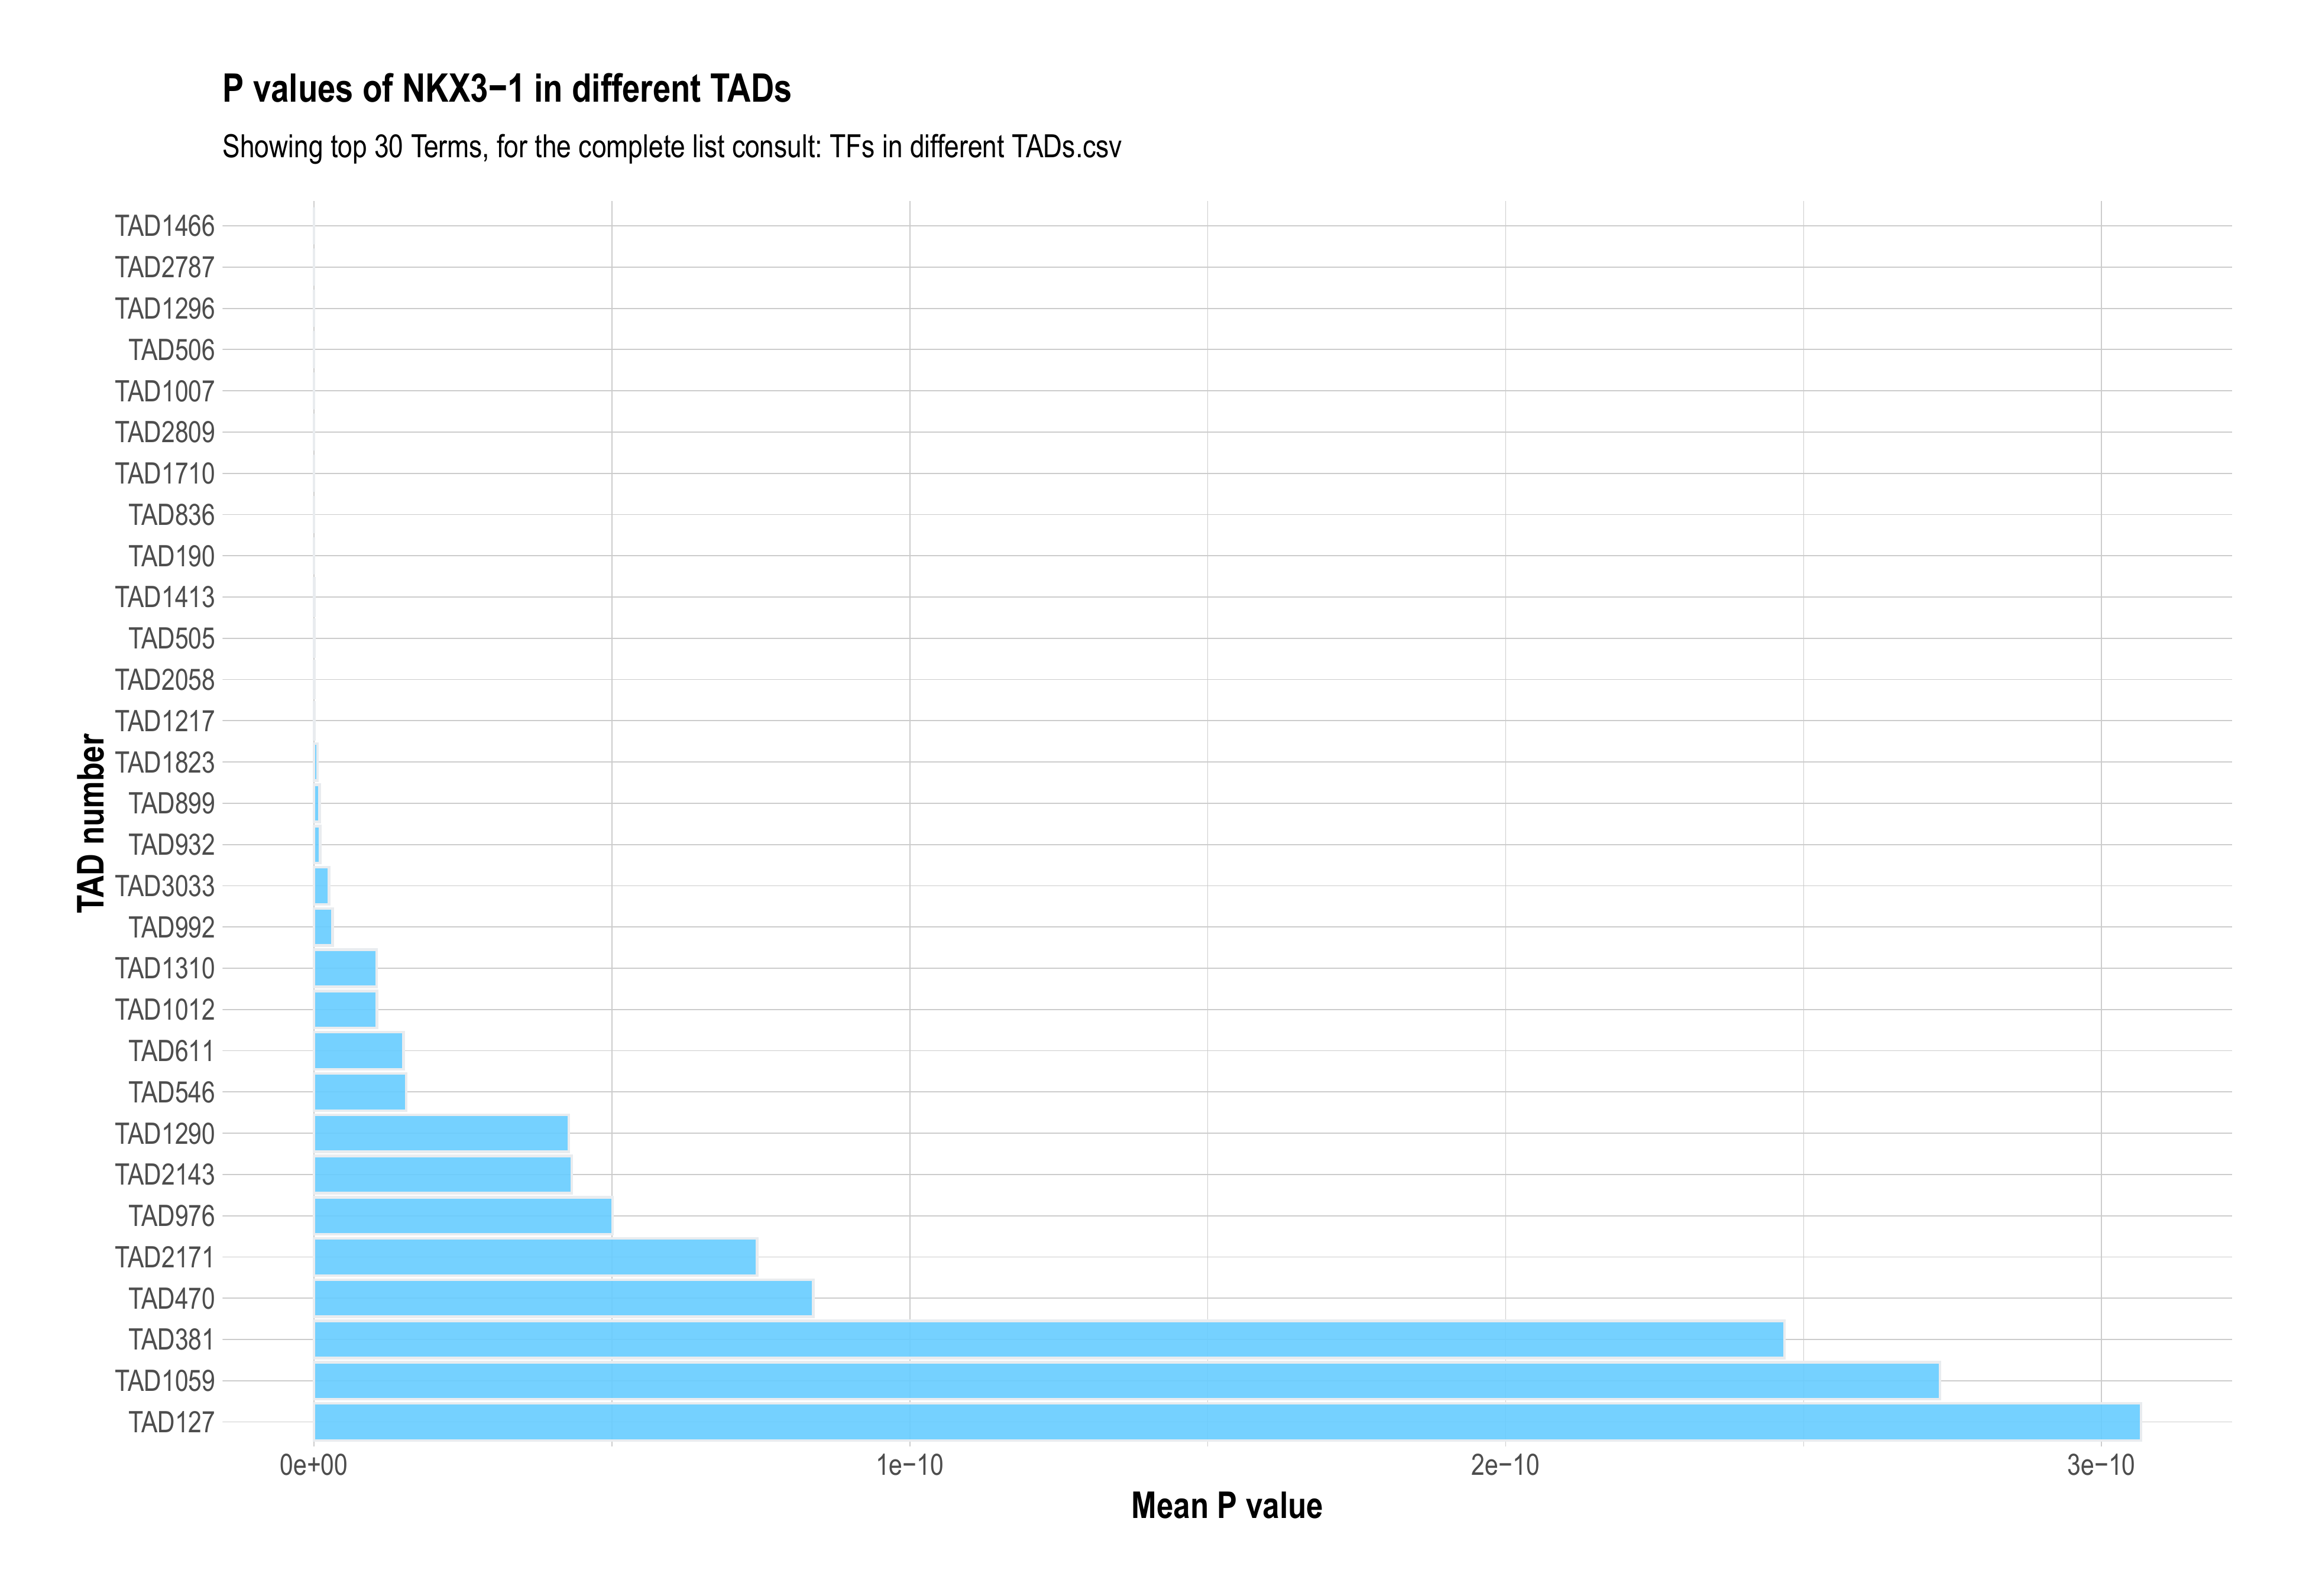 P values of NKX3−1 in different TADs
Showing top 30 Terms, for the complete list consult: TFs in different TADs.csv
TAD number
TAD1466
TAD2787
TAD1296
TAD506
TAD1007
TAD2809
TAD1710
TAD836
TAD190
TAD1413
TAD505
TAD2058
TAD1217
TAD1823
TAD899
TAD932
TAD3033
TAD992
TAD1310
TAD1012
TAD611
TAD546
TAD1290
TAD2143
TAD976
TAD2171
TAD470
TAD381
TAD1059
TAD127
0e+00 1e−10 2e−10 3e−10
Mean P value